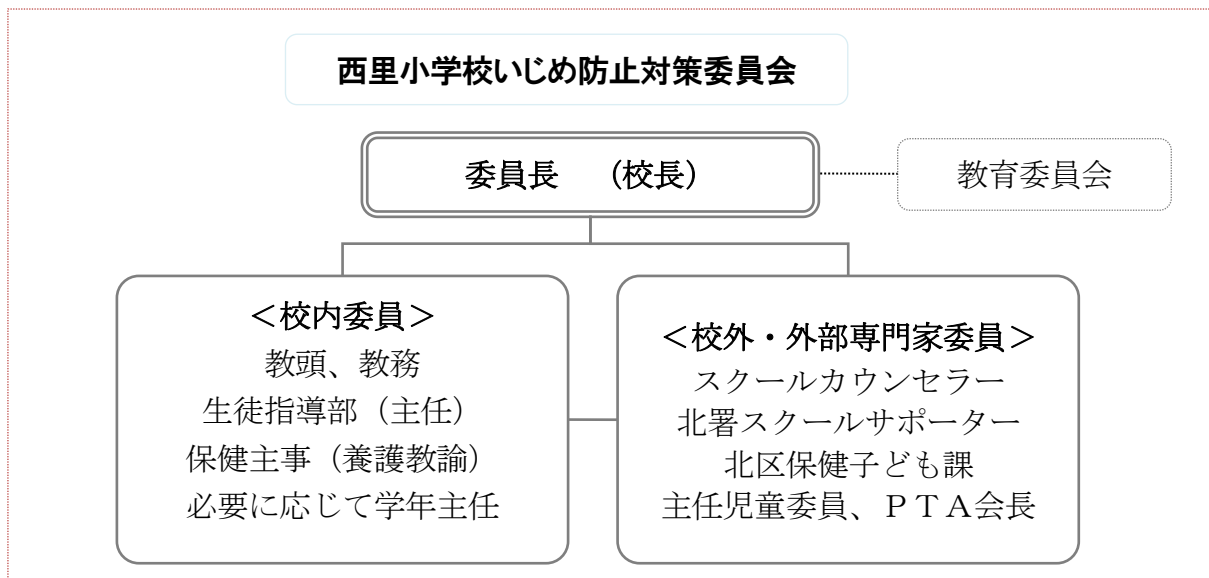 西里小学校いじめ防止対策委員会
委員長　（校長）
教育委員会
＜校内委員＞
教頭、教務
生徒指導部（主任）
保健主事（養護教諭）
必要に応じて学年主任
＜校外・外部専門家委員＞
スクールカウンセラー
北署スクールサポーター
北区保健子ども課
主任児童委員、ＰＴＡ会長